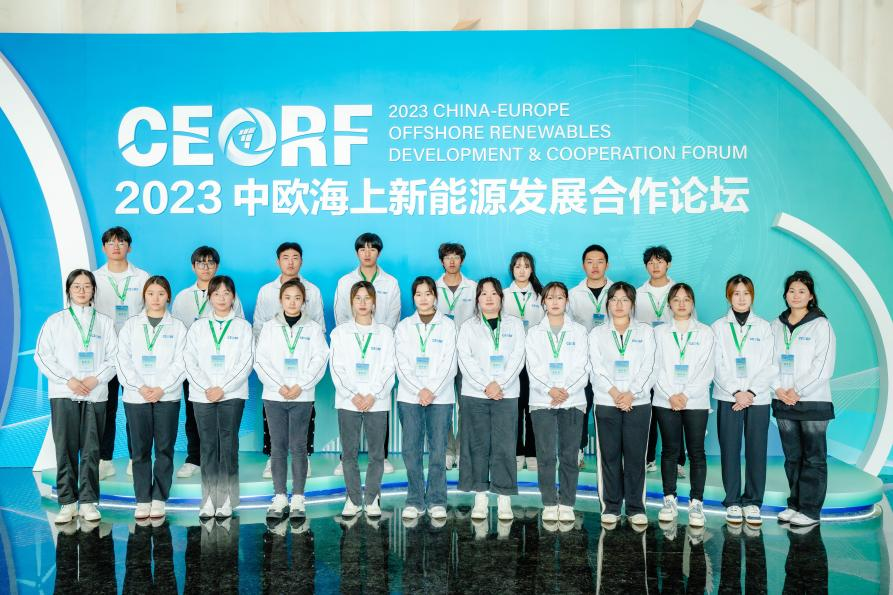 CEORF
2023 CHINA-EUROPE
OFFSHORE RENEWABLES
DEVELOPMENT & COOPERATION FORUM
2023 中欧海上新能源发展合作论坛